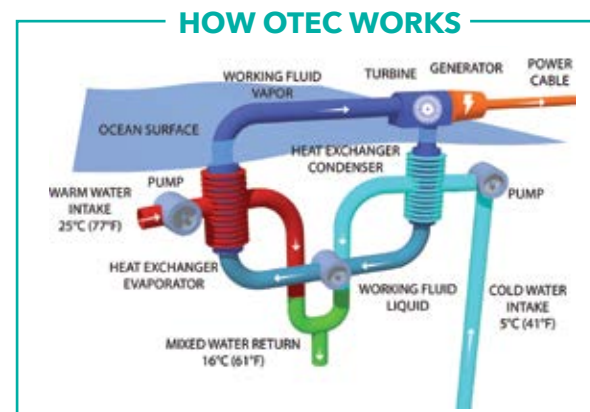 HOW OTEC WORKS
WORKING FLUID
VAPOR
TURBINE
GENERATOR
POWER
CABLE
OCEAN SURFACE
HEAT EXCHANGER
CONDENSER
PUMP
WARM WATER
INTAKE
25°C (77°F)
PUMP
HEAT EXCHANGER
EVAPORATOR
WORKING FLUID
LIQUID
COLD WATER
INTAKE
5°C (41°F)
MIXED WATER RETURN
16°C (61°F)